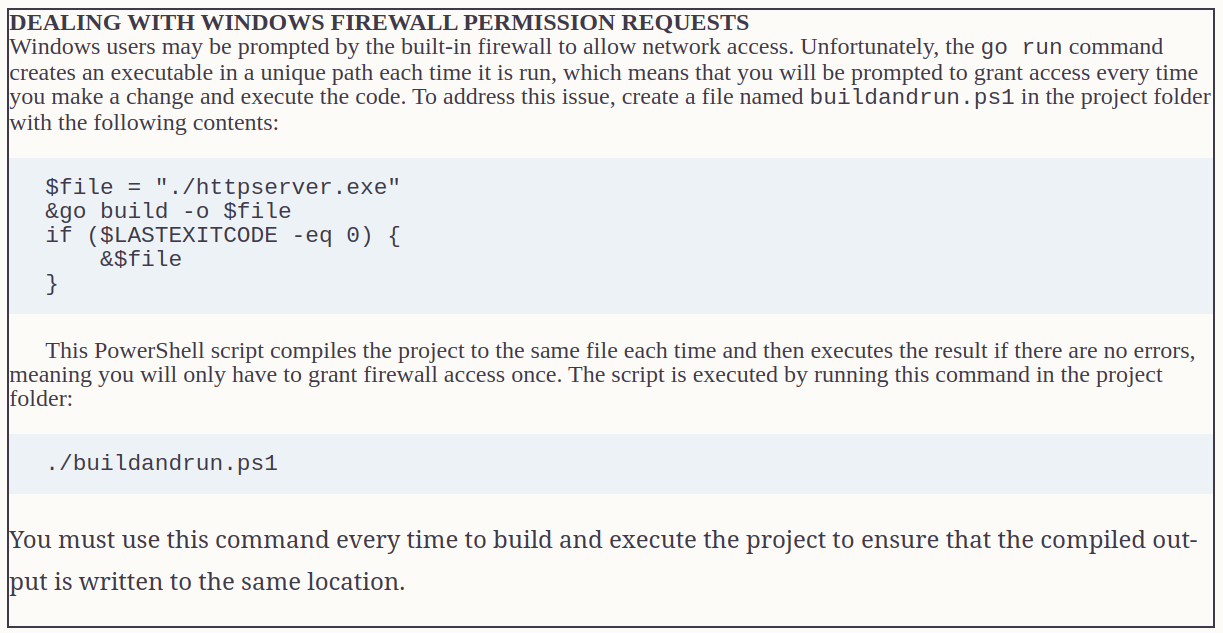 DEALING WITH WINDOWS FIREWALL PERMISSION REQUESTS
Windows users may be prompted by the built-in firewall to allow network access. Unfortunately, the go run command
creates an executable in a unique path each time it is run, which means that you will be prompted to grant access every time
you make a change and execute the code. To address this issue, create a file named buildandrun.ps1 in the project folder
with the following contents:
$file = "./httpserver.exe"
&go build -o $file
if ($LASTEXITCODE -eq 0) {
    &$file
}
This PowerShell script compiles the project to the same file each time and then executes the result if there are no errors,
meaning you will only have to grant firewall access once. The script is executed by running this command in the project
folder:
./buildandrun.ps1
You must use this command every time to build and execute the project to ensure that the compiled out-
put is written to the same location.